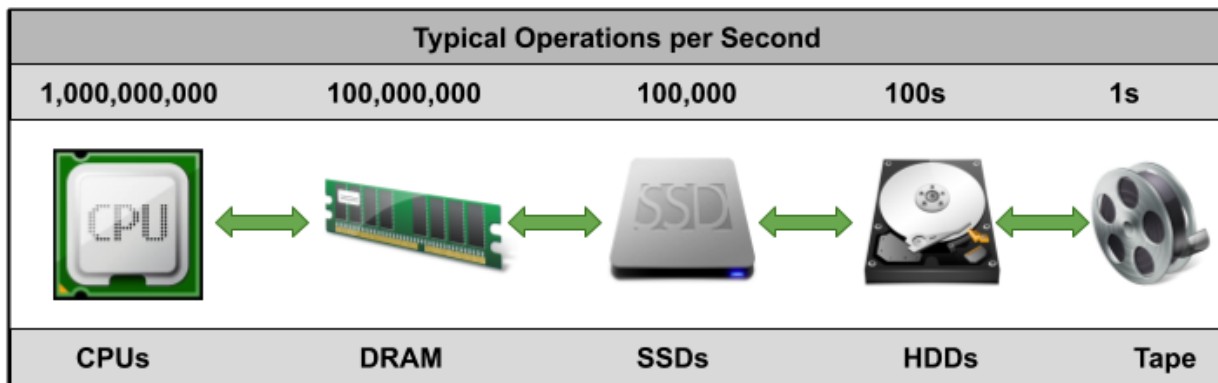 Typical Operations per Second
1,000,000,000 100,000,000 100,000 100s 1s
CPU SSD
CPUs DRAM SSDs HDDs Tape